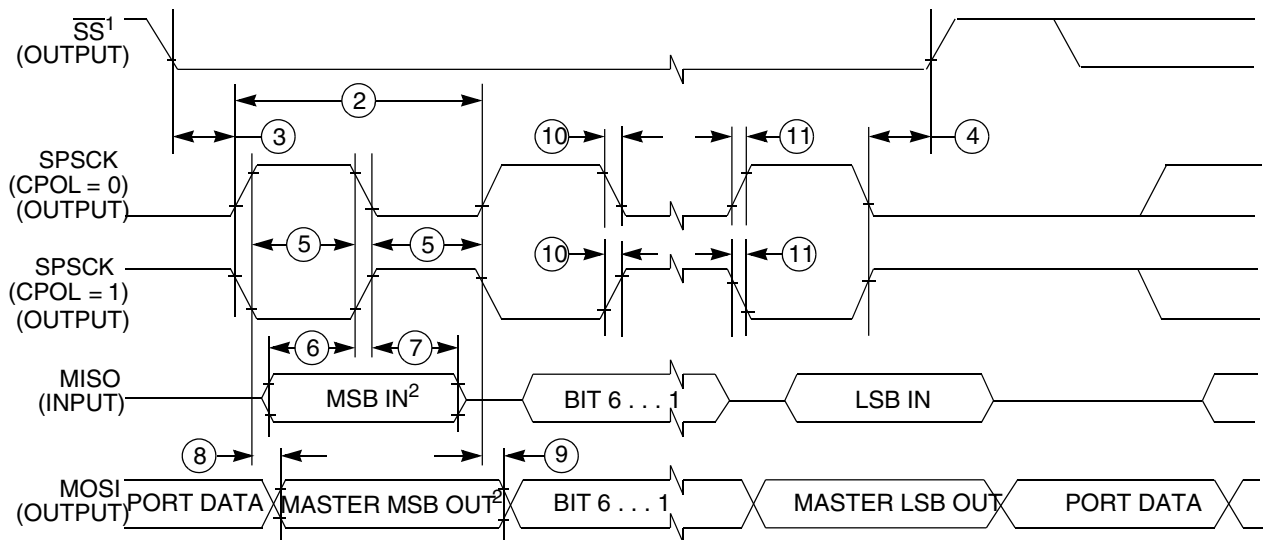 SS¹
(OUTPUT)
2
3
10
11
4
SPSCK
(CPOL = 0)
(OUTPUT)
5
5
SPSCK
(CPOL = 1)
(OUTPUT)
10
11
6
7
MISO
(INPUT)
MSB IN²
BIT 6 . . . 1
LSB IN
8
9
MOSI
(OUTPUT)
PORT DATA
MASTER MSB OUT²
BIT 6 . . . 1
MASTER LSB OUT
PORT DATA